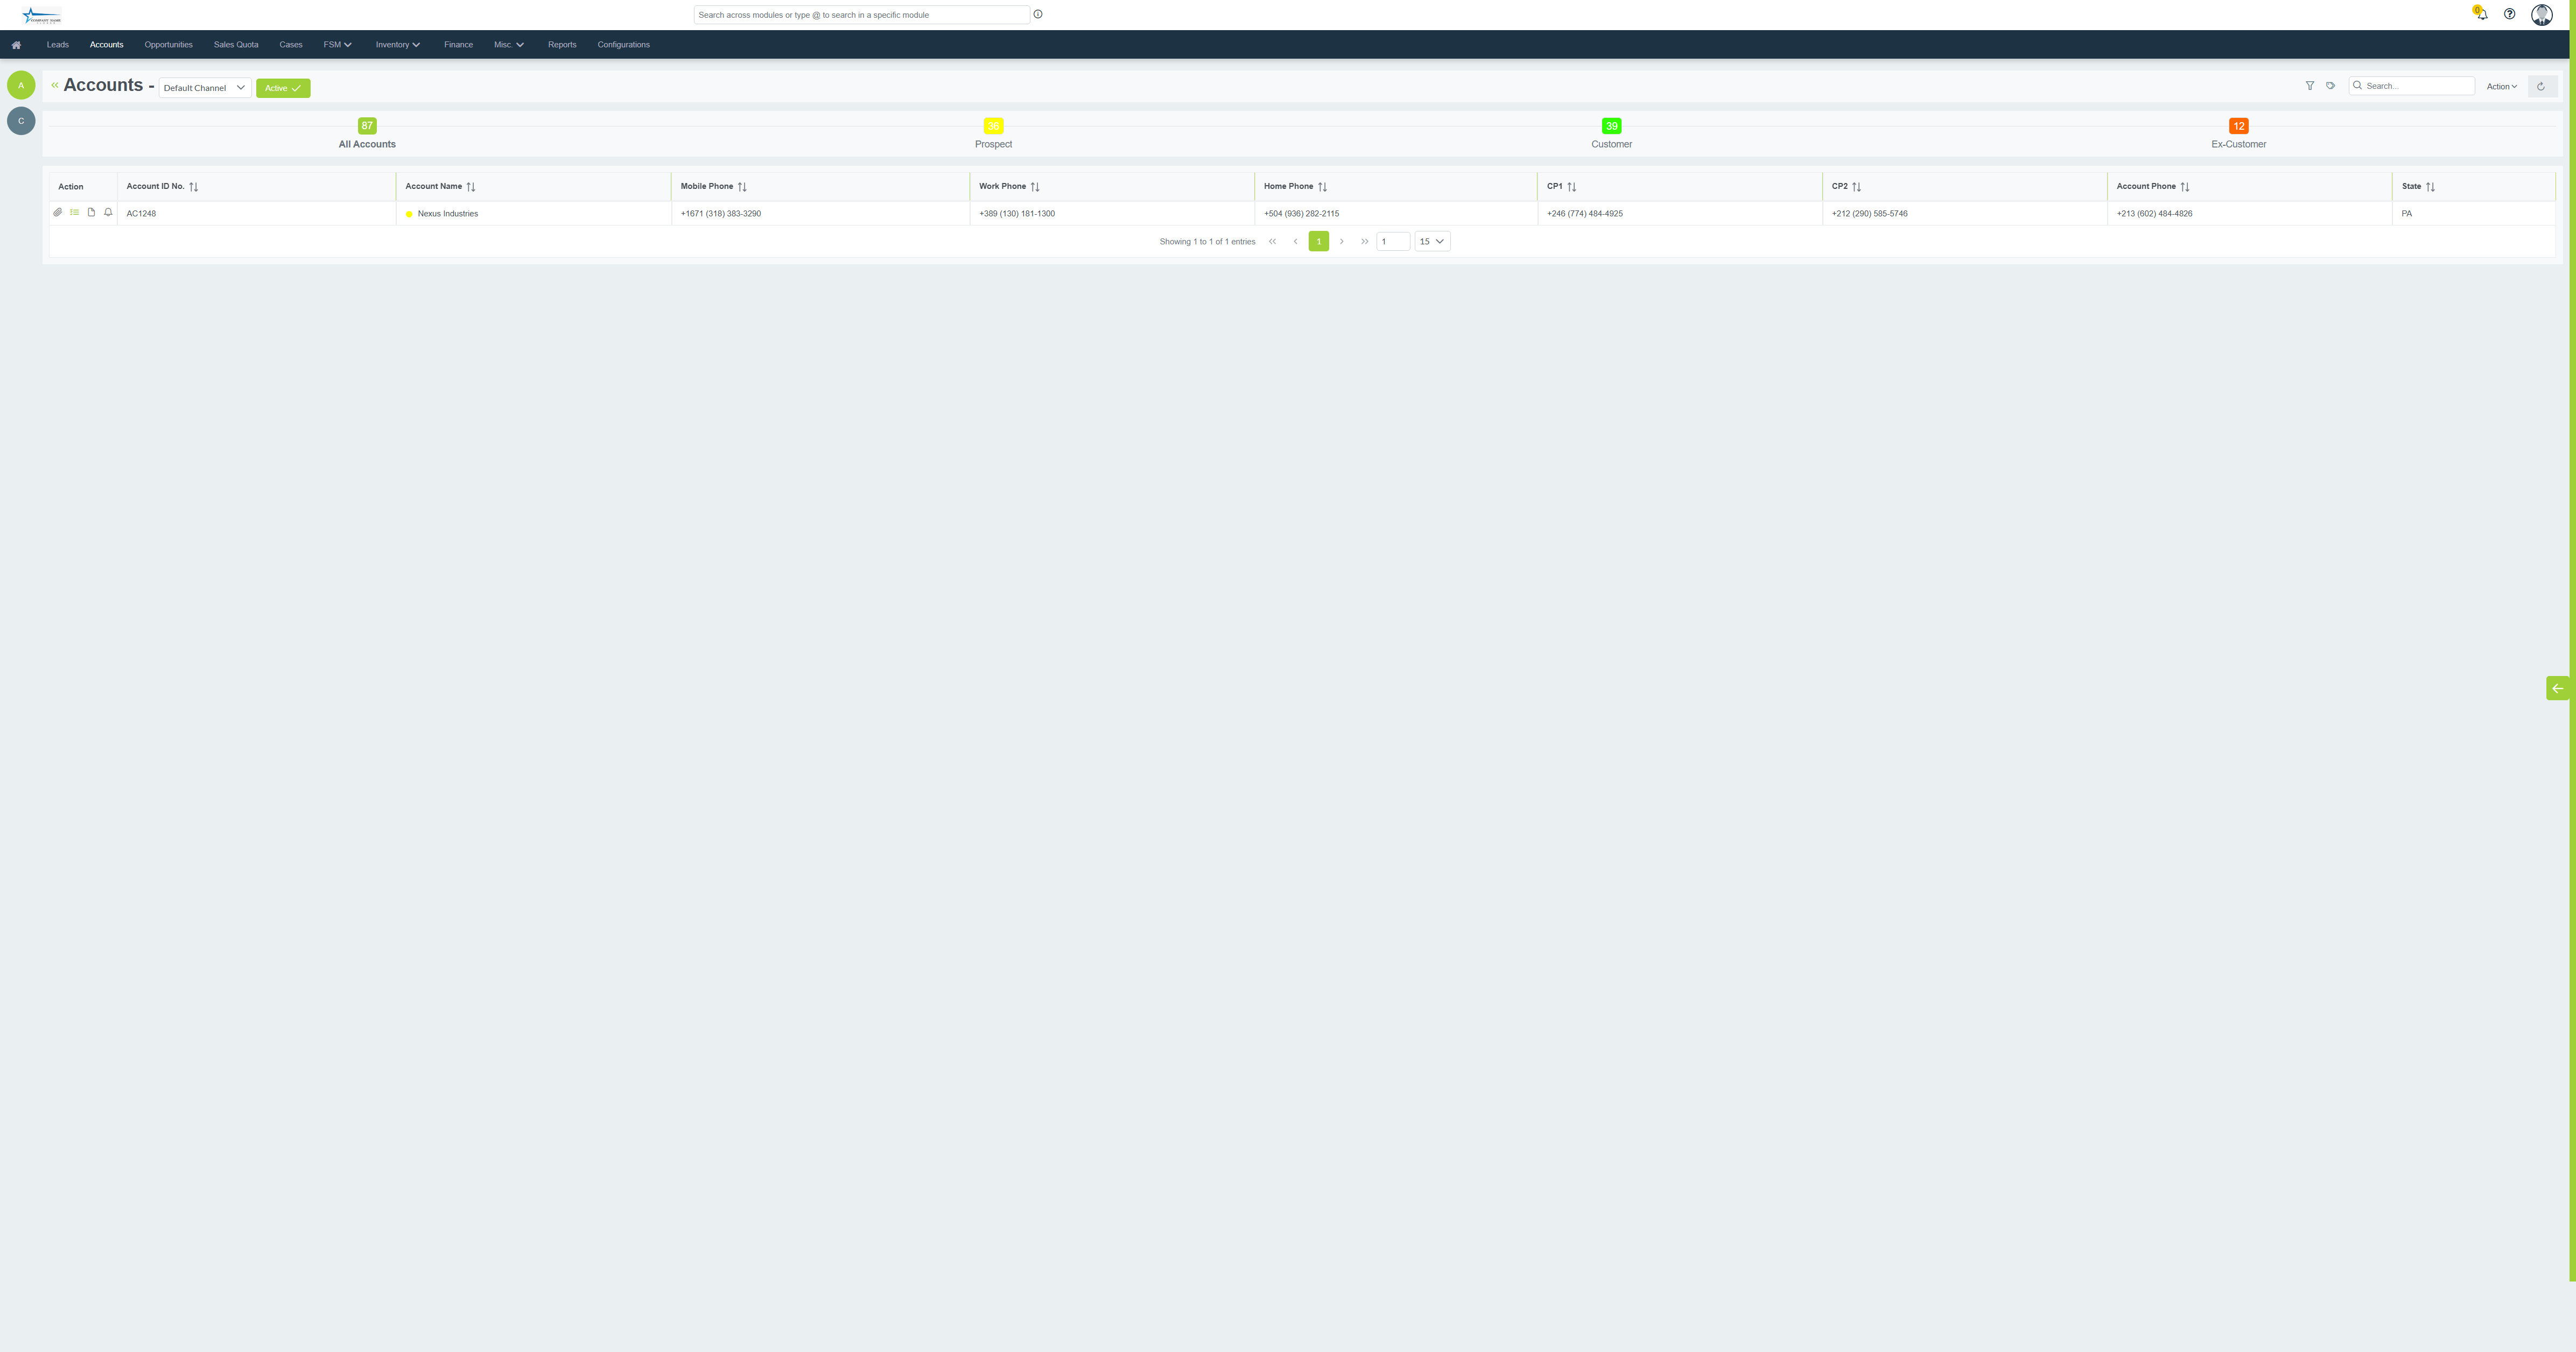 COMPANY NAME
Search across modules or type @ to search in a specific module
0
Leads Accounts Opportunities Sales Quota Cases FSM Inventory Finance Misc. Reports Configurations
A
C
« Accounts - Default Channel Active
Search...
Action
87
36
39
12
All Accounts
Prospect
Customer
Ex-Customer
Action Account ID No. Account Name Mobile Phone Work Phone Home Phone CP1 CP2 Account Phone State
AC1248 Nexus Industries +1671 (318) 383-3290 +389 (130) 181-1300 +504 (936) 282-2115 +246 (774) 484-4925 +212 (290) 585-5746 +213 (602) 484-4826 PA
Showing 1 to 1 of 1 entries « ‹ 1 › » 1 15